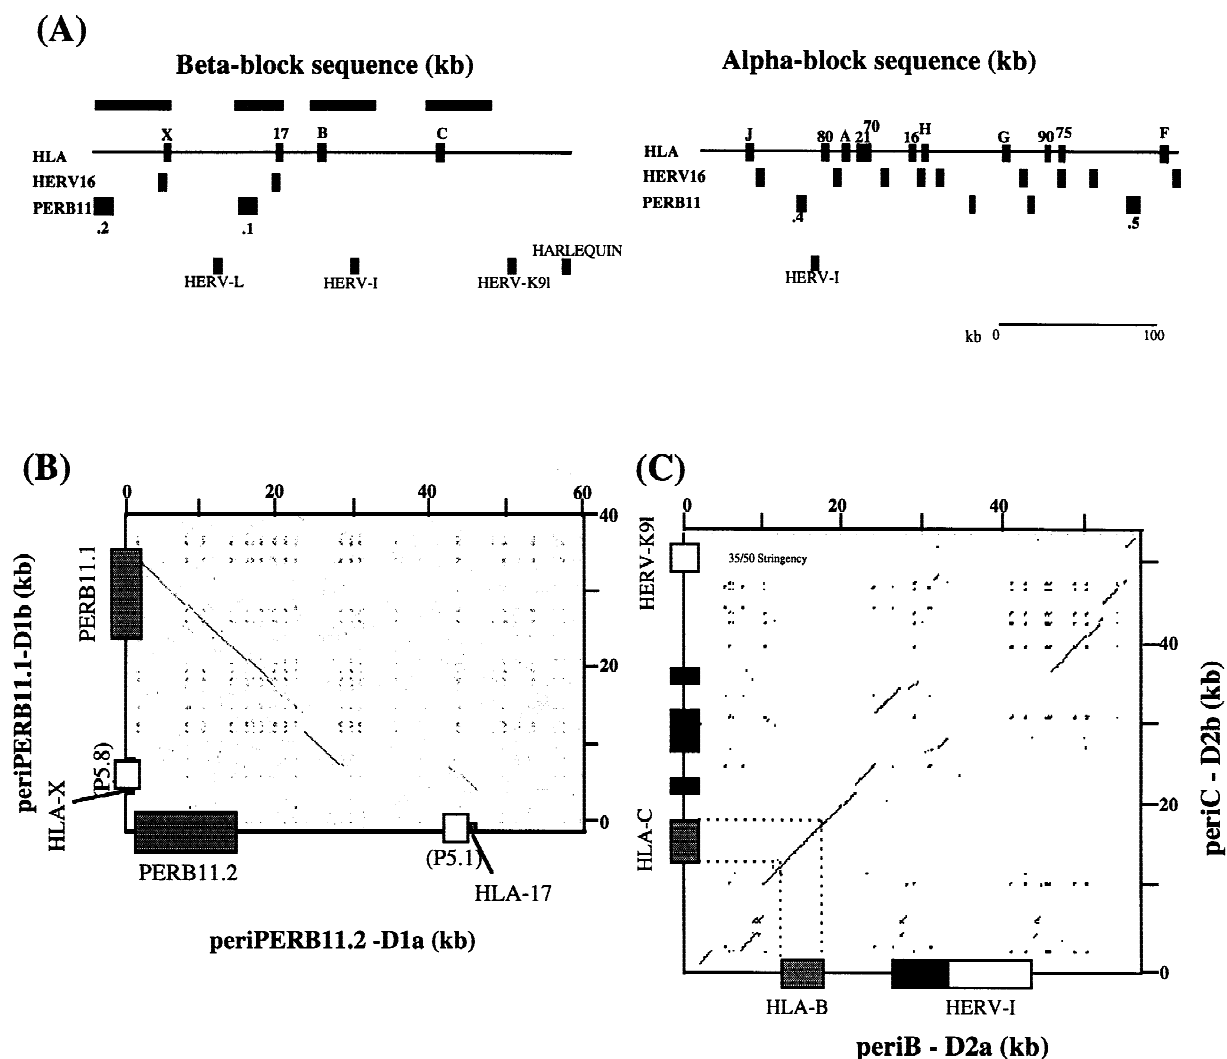 (A)
Beta-block sequence (kb)
Alpha-block sequence (kb)
X 17 B C
HLA
HERV16
PERB11
.2 .1
HERV-L HERV-I HERV-K9l HARLEQUIN
J 80 A 21 70 16 H G 90 75 F
HLA
HERV16
PERB11
.4 .5
HERV-I
kb 0 100
(B)
0 20 40 60
40
20
0
periPERB11.1-D1b (kb)
PERB11.1
(P5.8)
HLA-X
PERB11.2
(P5.1)
HLA-17
periPERB11.2 -D1a (kb)
(C)
0 20 40
35/50 Stringency
HERV-K9l
HLA-C
40
20
0
periC - D2b (kb)
HLA-B
HERV-I
periB - D2a (kb)